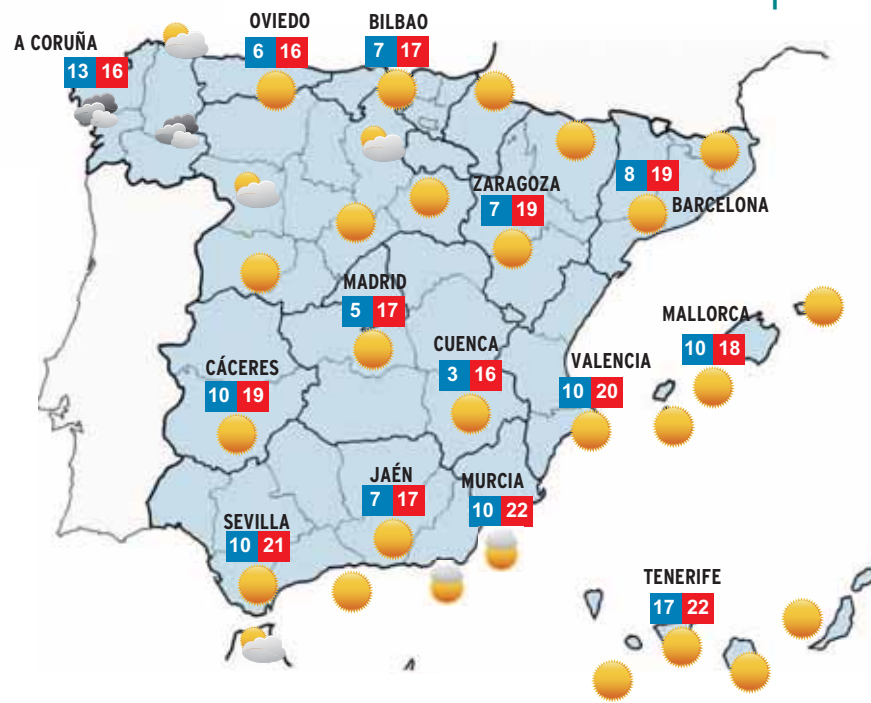 OVIEDO
6 16
BILBAO
7 17
A CORUÑA
13 16
ZARAGOZA
7 19
8 19
BARCELONA
MADRID
5 17
MALLORCA
10 18
CUENCA
3 16
VALENCIA
10 20
CÁCERES
10 19
JAÉN
7 17
MURCIA
10 22
SEVILLA
10 21
TENERIFE
17 22